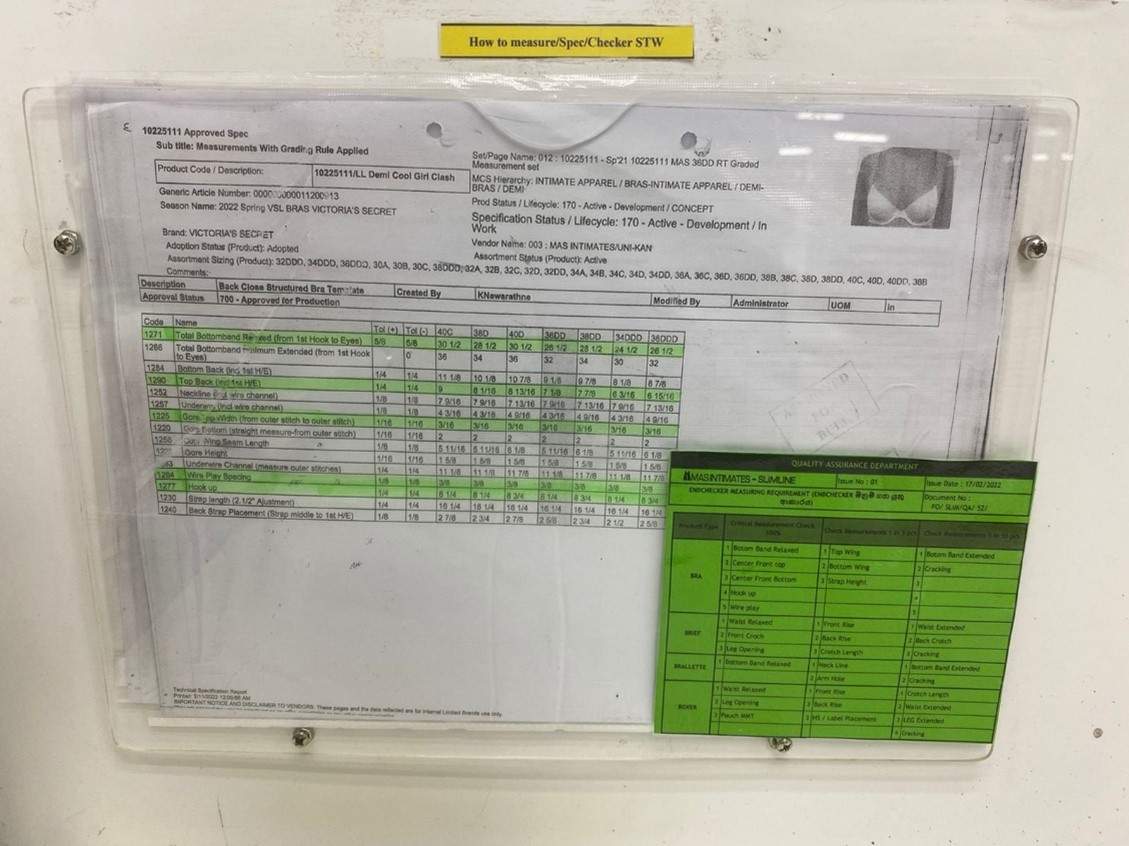 How to measure/Spec/Checker STW
10225111 Approved Spec
Sub title: Measurements With Grading Rule Applied
Product Code / Description: 10225111/LL Demi Cool Girl Clash
Generic Article Number:
Season Name: 2022 Spring VSL BRAS VICTORIA'S SECRET
Brand: VICTORIA'S SECRET
Adoption Status (Product): Adopted
Set/Page Name: 012 : 10225111 - Sp'21 10225111 MAS 36DD RT Graded
Measurement set
MCS Hierarchy: INTIMATE APPAREL / BRAS-INTIMATE APPAREL / DEMI-
BRAS / DEMI
Prod Status / Lifecycle: 170 - Active - Development / CONCEPT
Specification Status / Lifecycle: 170 - Active - Development / In
Work
Vendor Name: 003 : MAS INTIMATES/UNI-KAN
Assortment Status (Product): Active
Assortment Sizing (Product): 32DDD, 34DDD, 36DDD, 30A, 30B, 30C, 38DDD, 32A, 32B, 32C, 32D, 32DD, 34A, 34B, 34C, 34D, 34DD, 36A, 36C, 36D, 36DD, 38B, 38C, 38D, 38DD, 40C, 40D, 40DD, 36B
Comments:
Description Back Close Structured Bra Template Created By KNawarathne Modified By Administrator UOM in
Approval Status 700 - Approved for Production
Code Name Tol (+) Tol (-) 40C 38D 40D 36DD 38DD 34DDD 36DDD
1271 Total Bottomband Relaxed (from 1st Hook to Eyes) 5/8 5/8 30 1/2 28 1/2 30 1/2 26 1/2 28 1/2 24 1/2 26 1/2
Total Bottomband Extended (from 1st Hook to Eyes) 0 36 34 36 32 34 30 32
1284 Bottom Back (incl 1st H/E) 1/4 1/4 11 1/8 10 1/8 10 7/8 9 1/8 9 7/8 8 1/8 8 7/8
1290 Top Back (incl 1st H/E) 1/4 1/4 9 8 1/16 8 13/16 7 1/8 7 7/8 6 3/16 6 15/16
1252 Neckline wire channel) 1/8 1/8 7 9/16 7 9/16 7 13/16 7 9/16 7 13/16 7 9/16 7 13/16
1257 Underarm (incl wire channel) 1/8 1/8 4 3/16 4 3/16 4 9/16 4 3/16 4 9/16 4 3/16 4 9/16
1225 Gore Top Width (from outer stitch to outer stitch) 1/16 1/16 3/16 3/16 3/16 3/16 3/16 3/16 3/16
1220 Gore Bottom (straight measure-from outer stitch) 1/16 1/16 2 2 2 2 2 2 2
Wing Seam Length 1/8 1/8 5 11/16 5 11/16 6 1/8 5 11/16 6 1/8 5 11/16 6 1/8
Gore Height 1/16 1/16 1 5/8 1 5/8 1 5/8 1 5/8 1 5/8 1 5/8 1 5/8
Underwire Channel (measure outer stitches) 1/4 1/4 11 1/8 11 1/8 11 7/8 11 1/8 11 7/8 11 1/8 11 7/8
1264 Wire Play Spacing 1/8 1/8 3/8 3/8 3/8 3/8 3/8 3/8 3/8
1277 Hook up 1/4 1/4 8 1/4 8 1/4 8 3/4 8 1/4 8 3/4 8 1/4 8 3/4
1230 Strap length (2.1/2" Ajustment) 1/4 1/4 16 1/4 16 1/4 16 1/4 16 1/4 16 1/4 16 1/4 16 1/4
1240 Back Strap Placement (Strap middle to 1st H/E) 1/8 1/8 2 7/8 2 3/4 2 7/8 2 5/8 2 3/4 2 1/2 2 5/8
Technical Specification Report
IMPORTANT NOTICE AND DISCLAIMER TO VENDORS: These pages and the data reflected are for internal Limited Brands use only.
QUALITY ASSURANCE DEPARTMENT
MAS INTIMATES - SLIMLINE Issue No : 01 Issue Date : 17/02/2022
ENDCHECKER MEASURING REQUIREMENT (ENDCHECKER
Document No :
Product Type Critical Measurement Check 100% Check Measurements 1 in 5 pcs Check Measurements 1 in 10 pcs
BRA
1 Botom Band Relaxed 1 Top Wing 1 Botom Band Extended
2 Center Front top 2 Bottom Wing 2 Cracking
3 Center Front Bottom 3 Strap Height 3
4 Hook up 4
5 Wire play 5
BRIEF
1 Waist Relaxed 1 Front Rise 1 Waist Extended
2 Front Croch 2 Back Rise 2 Back Crotch
3 Leg Opening 3 Crotch Length 3 Cracking
BRALLETTE
1 Bottom Band Relaxed 1 Neck Line 1 Bottom Band Extended
2 Arm Hole 2 Cracking
BOXER
1 Waist Relaxed 1 Front Rise 1 Crotch Length
2 Leg Opening 2 Back Rise 2 Waist Extended
3 Pouch MMT 3 HS / Label Placement 3 LEG Extended
4 Cracking